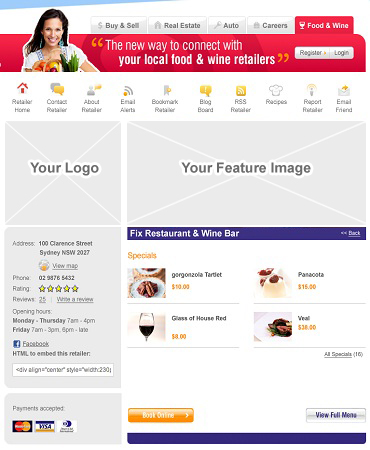 Buy & Sell
Real Estate
Auto
Careers
Food & Wine
“The new way to connect with
your local food & wine retailers”
Register
Login
Retailer Home
Contact Retailer
About Retailer
Email Alerts
Bookmark Retailer
Blog Board
RSS Retailer
Recipes
Report Retailer
Email Friend
Your Logo
Your Feature Image
Address: 100 Clarence Street
Sydney NSW 2027
View map
Phone: 02 9876 5432
Rating:
Reviews: 25 | Write a review
Opening hours:
Monday - Thursday 7am - 4pm
Friday 7am - 3pm, 6pm - late
Facebook
HTML to embed this retailer:
<div align="center" style="width:230p
Payments accepted:
MasterCard
VISA
Fix Restaurant & Wine Bar
<< Back
Specials
gorgonzola Tartlet
$10.00
Panacota
$15.00
Glass of House Red
$8.00
Veal
$38.00
All Specials (16)
Book Online
View Full Menu